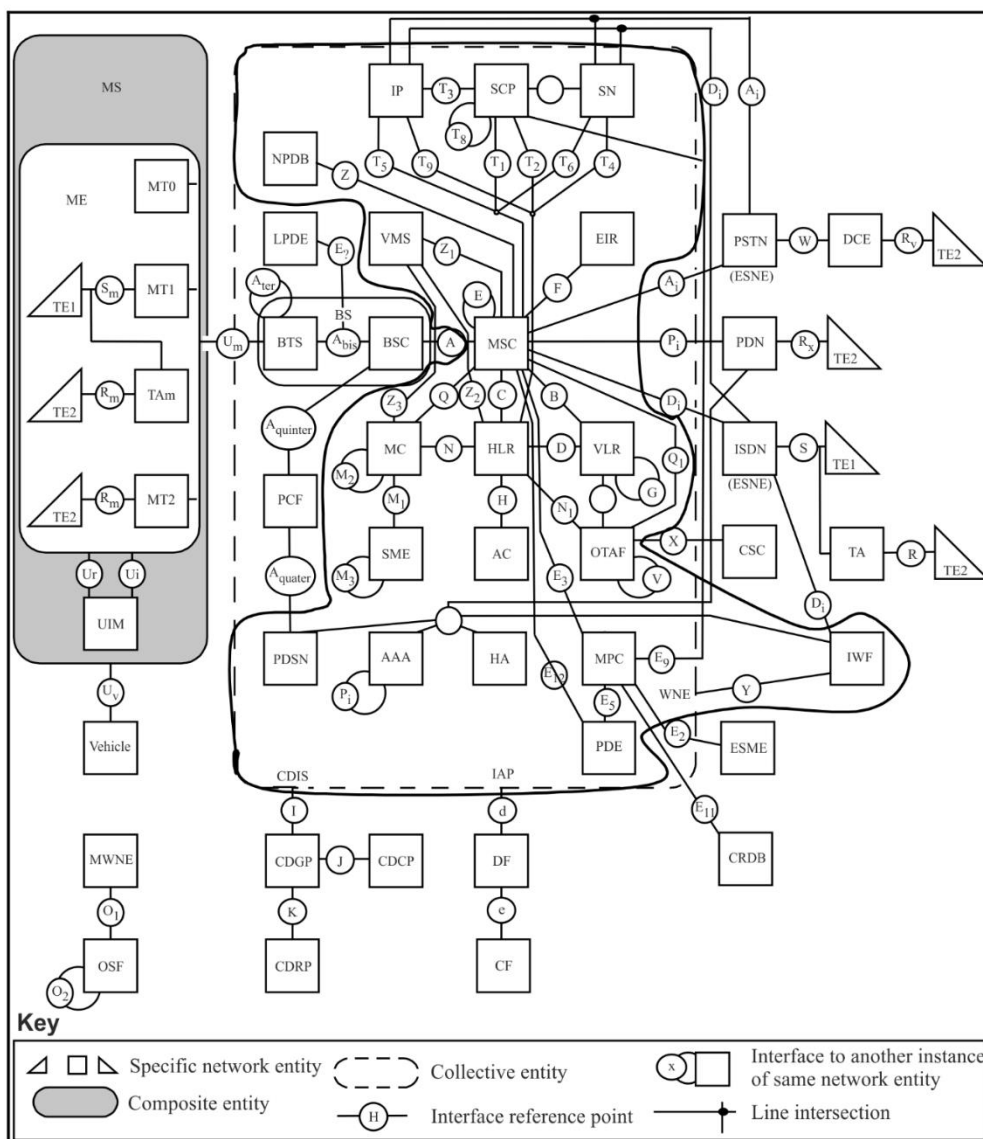 MS
IP
T3
SCP
SN
Di
Ai
T8
NPDB
Z
T5
T9
T1
T2
T6
T4
ME
MT0
LPDE
E?
VMS
Z1
EIR
PSTN
(ESNE)
W
DCE
Rv
TE2
Ater
E
F
Ai
TE1
Sm
MT1
BS
Um
BTS
Abis
BSC
A
MSC
Pi
PDN
Rx
TE2
TE2
Rm
TAm
Z3
Q
Z2
C
B
Di
Aquinter
MC
N
HLR
D
VLR
Q1
ISDN
(ESNE)
S
TE1
TE2
Rm
MT2
PCF
M2
M1
H
N1
G
Ur
Ui
Aquater
M3
SME
AC
E3
OTAF
V
X
CSC
TA
R
TE2
UIM
Di
PDSN
AAA
HA
MPC
E9
IWF
Uv
Pi
E12
E5
WNE
Y
Vehicle
PDE
E2
ESME
CDIS
IAP
I
d
E11
MWNE
CDGP
J
CDCP
DF
CRDB
O1
K
e
OSF
O2
CDRP
CF
Key
Specific network entity
Collective entity
x
Interface to another instance
of same network entity
Composite entity
H
Interface reference point
Line intersection